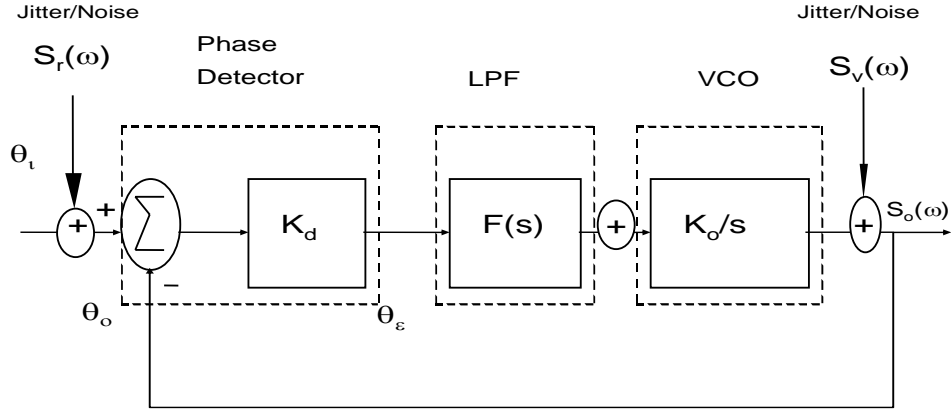 Jitter/Noise
Jitter/Noise
Sr(ω)
Phase
Detector
LPF
VCO
Sv(ω)
θι
+
+
Σ
−
Kd
F(s)
+
Ko/s
+
So(ω)
θo
θε